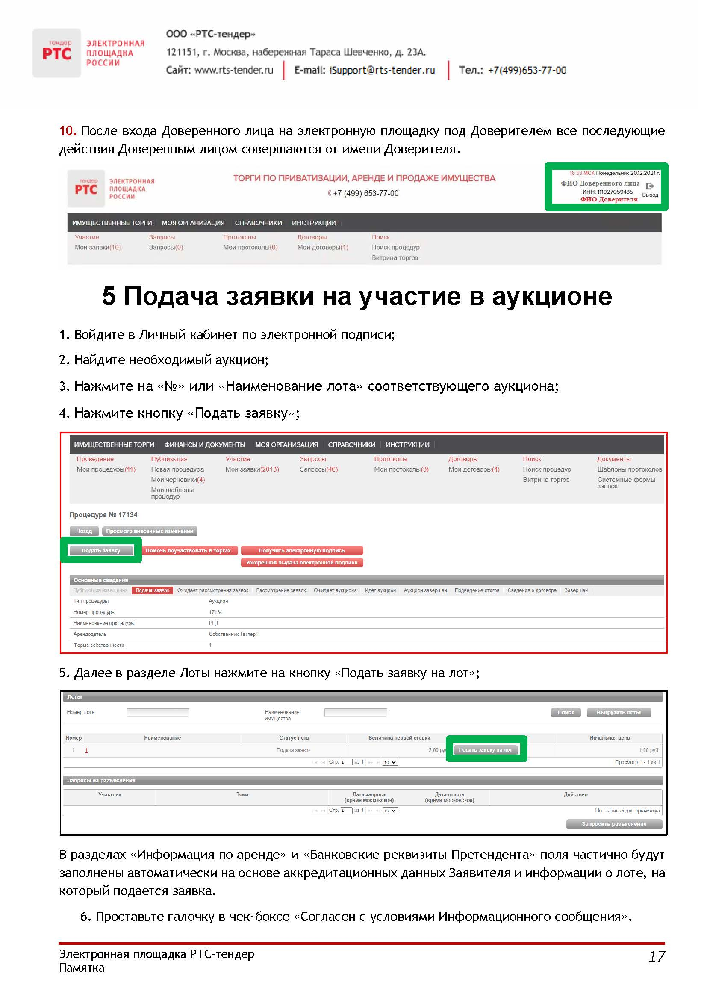 тендер
РТС
ЭЛЕКТРОННАЯ
ПЛОЩАДКА
РОССИИ
ООО «РТС-тендер»
121151, г. Москва, набережная Тараса Шевченко, д. 23А.
Сайт: www.rts-tender.ru E-mail: iSupport@rts-tender.ru Тел.: +7(499)653-77-00
10. После входа Доверенного лица на электронную площадку под Доверителем все последующие
действия Доверенным лицом совершаются от имени Доверителя.
тендер
РТС
ЭЛЕКТРОННАЯ
ПЛОЩАДКА
РОССИИ
ТОРГИ ПО ПРИВАТИЗАЦИИ, АРЕНДЕ И ПРОДАЖЕ ИМУЩЕСТВА
+7 (499) 653-77-00
16 53 МСК Понедельник 20.12.2021 г.
ФИО Доверенного лица
ИНН: 111927059485
ФИО Доверителя
Выход
ИМУЩЕСТВЕННЫЕ ТОРГИ МОЯ ОРГАНИЗАЦИЯ СПРАВОЧНИКИ ИНСТРУКЦИИ
Участие Запросы Протоколы Договоры Поиск
Мои заявки(10) Запросы(0) Мои протоколы(0) Мои договоры(1) Поиск процедур
Витрина торгов
5 Подача заявки на участие в аукционе
1. Войдите в Личный кабинет по электронной подписи;
2. Найдите необходимый аукцион;
3. Нажмите на «№» или «Наименование лота» соответствующего аукциона;
4. Нажмите кнопку «Подать заявку»;
ИМУЩЕСТВЕННЫЕ ТОРГИ ФИНАНСЫ И ДОКУМЕНТЫ МОЯ ОРГАНИЗАЦИЯ СПРАВОЧНИКИ ИНСТРУКЦИИ
Проведение Публикация Участие Запросы Протоколы Договоры Поиск Документы
Мои процедуры(11) Новая процедура Мои заявки(2013) Запросы(46) Мои протоколы(3) Мои договоры(4) Поиск процедур Шаблоны протоколов
Мои черновики(4) Витрина торгов Системные формы
заявок
Мои шаблоны
процедур
Процедура № 17134
Назад Просмотр внесенных изменений
Подать заявку Помочь поучаствовать в торгах Получить электронную подпись
Ускоренная выдача электронной подписи
Основные сведения
Публикация извещения Подача заявок Ожидает рассмотрения заявок Рассмотрение заявок Ожидает аукциона Идет аукцион Аукцион завершен Подведение итогов Сведения о договоре Завершен
Тип процедуры Аукцион
Номер процедуры 17134
Наименование процедуры РЦТ
Арендодатель Собственник Тестер1
Форма собственности 1
5. Далее в разделе Лоты нажмите на кнопку «Подать заявку на лот»;
Лоты
Номер лота Наименование
имущества
Поиск Выгрузить лоты
Номер Наименование Статус лота Величина первой ставки Начальная цена
1 1 Подача заявок 2,00 ру Подать заявку на лот 1,00 руб.
Стр. 1 из 1 10 Просмотр 1 - 1 из 1
Запросы на разъяснения
Участник Тема Дата запроса
(время московское) Дата ответа
(время московское) Действия
Стр. 1 из 1 10 Нет записей для просмотра
Запросить разъяснение
В разделах «Информация по аренде» и «Банковские реквизиты Претендента» поля частично будут
заполнены автоматически на основе аккредитационных данных Заявителя и информации о лоте, на
который подается заявка.
6. Проставьте галочку в чек-боксе «Согласен с условиями Информационного сообщения».
Электронная площадка РТС-тендер
Памятка
17